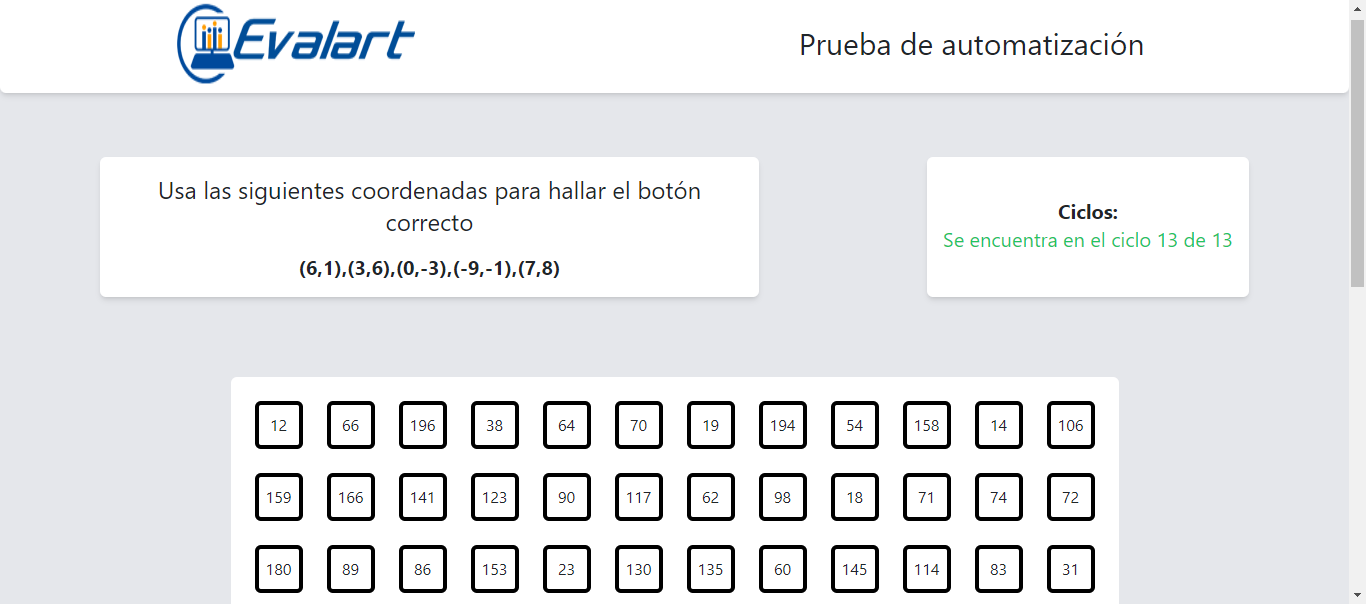 Evalart
Prueba de automatización
Usa las siguientes coordenadas para hallar el botón
correcto
(6,1),(3,6),(0,-3),(-9,-1),(7,8)
Ciclos:
Se encuentra en el ciclo 13 de 13
12 66 196 38 64 70 19 194 54 158 14 106
159 166 141 123 90 117 62 98 18 71 74 72
180 89 86 153 23 130 135 60 145 114 83 31